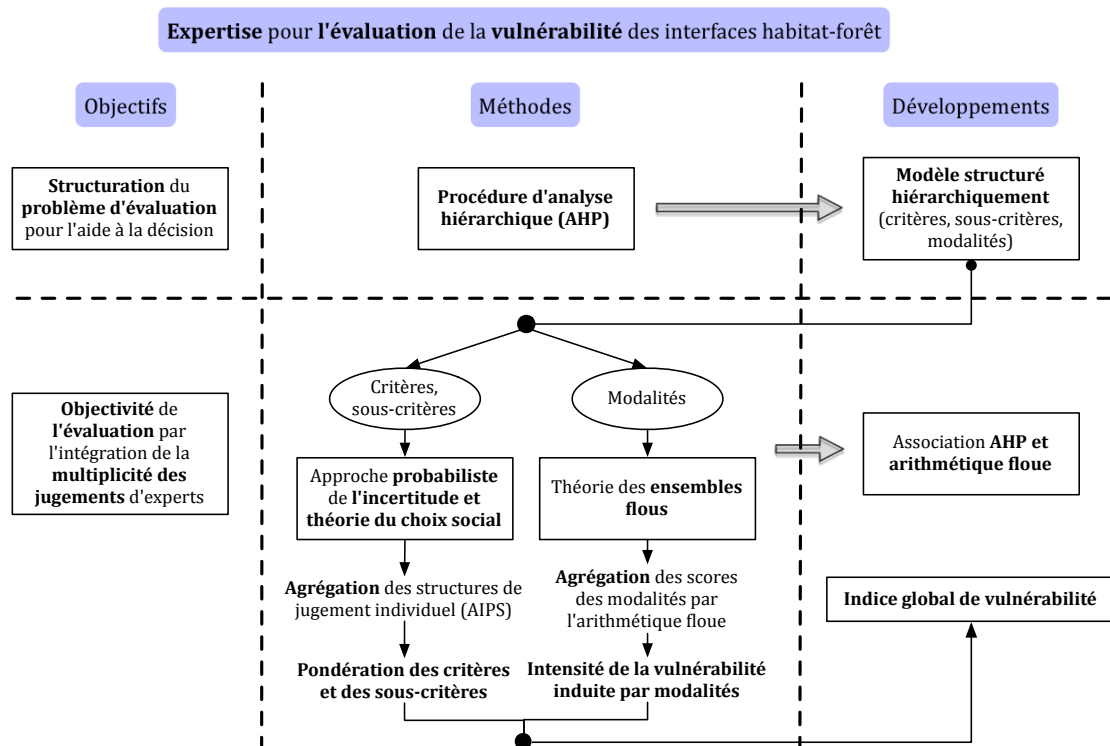 Expertise pour l'évaluation de la vulnérabilité des interfaces habitat-forêt
Objectifs
Méthodes
Développements
Structuration du
problème d'évaluation
pour l'aide à la décision
Procédure d'analyse
hiérarchique (AHP)
Modèle structuré
hiérarchiquement
(critères, sous-critères,
modalités)
Objectivité de
l'évaluation par
l'intégration de la
multiplicité des
jugements d'experts
Critères,
sous-critères
Modalités
Approche probabiliste
de l'incertitude et
théorie du choix social
Théorie des ensembles
flous
Association AHP et
arithmétique floue
Agrégation des structures de
jugement individuel (AIPS)
Agrégation des scores
des modalités par
l'arithmétique floue
Indice global de vulnérabilité
Pondération des critères
et des sous-critères
Intensité de la vulnérabilité
induite par modalités